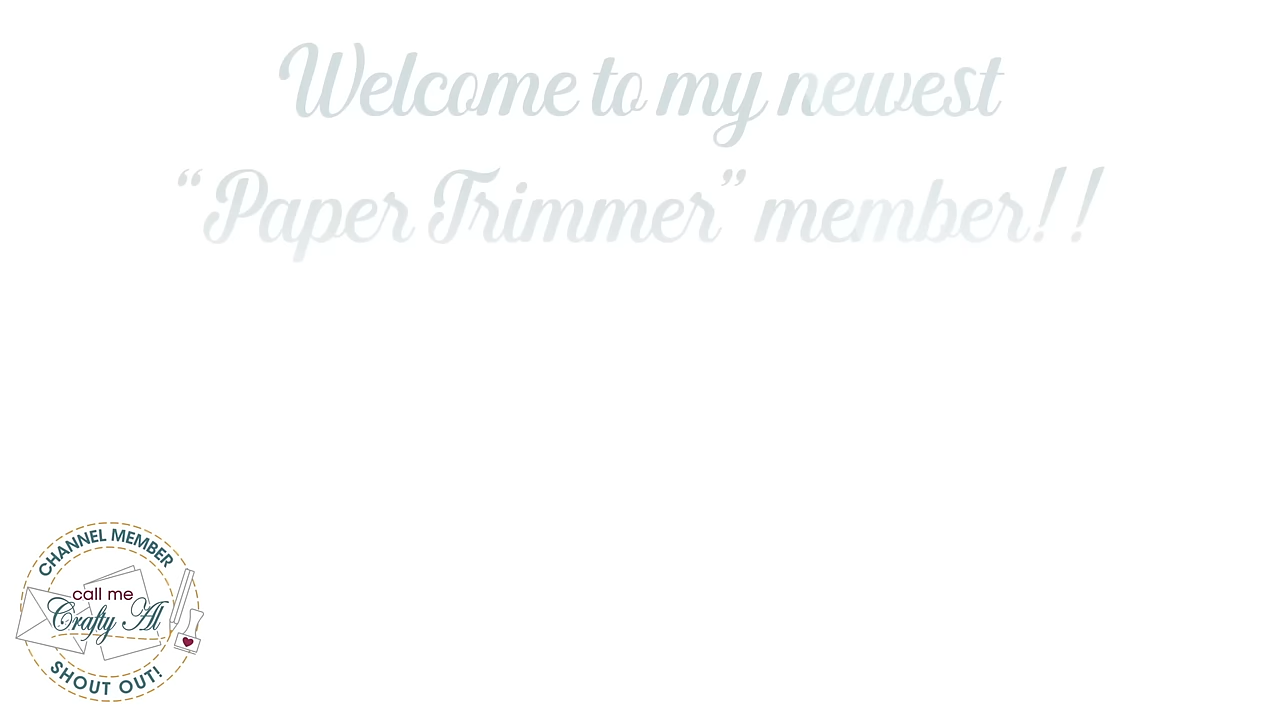 Welcome to my newest
“Paper Trimmer” member!!
CHANNEL MEMBER
call me
Crafty Al
SHOUT OUT!